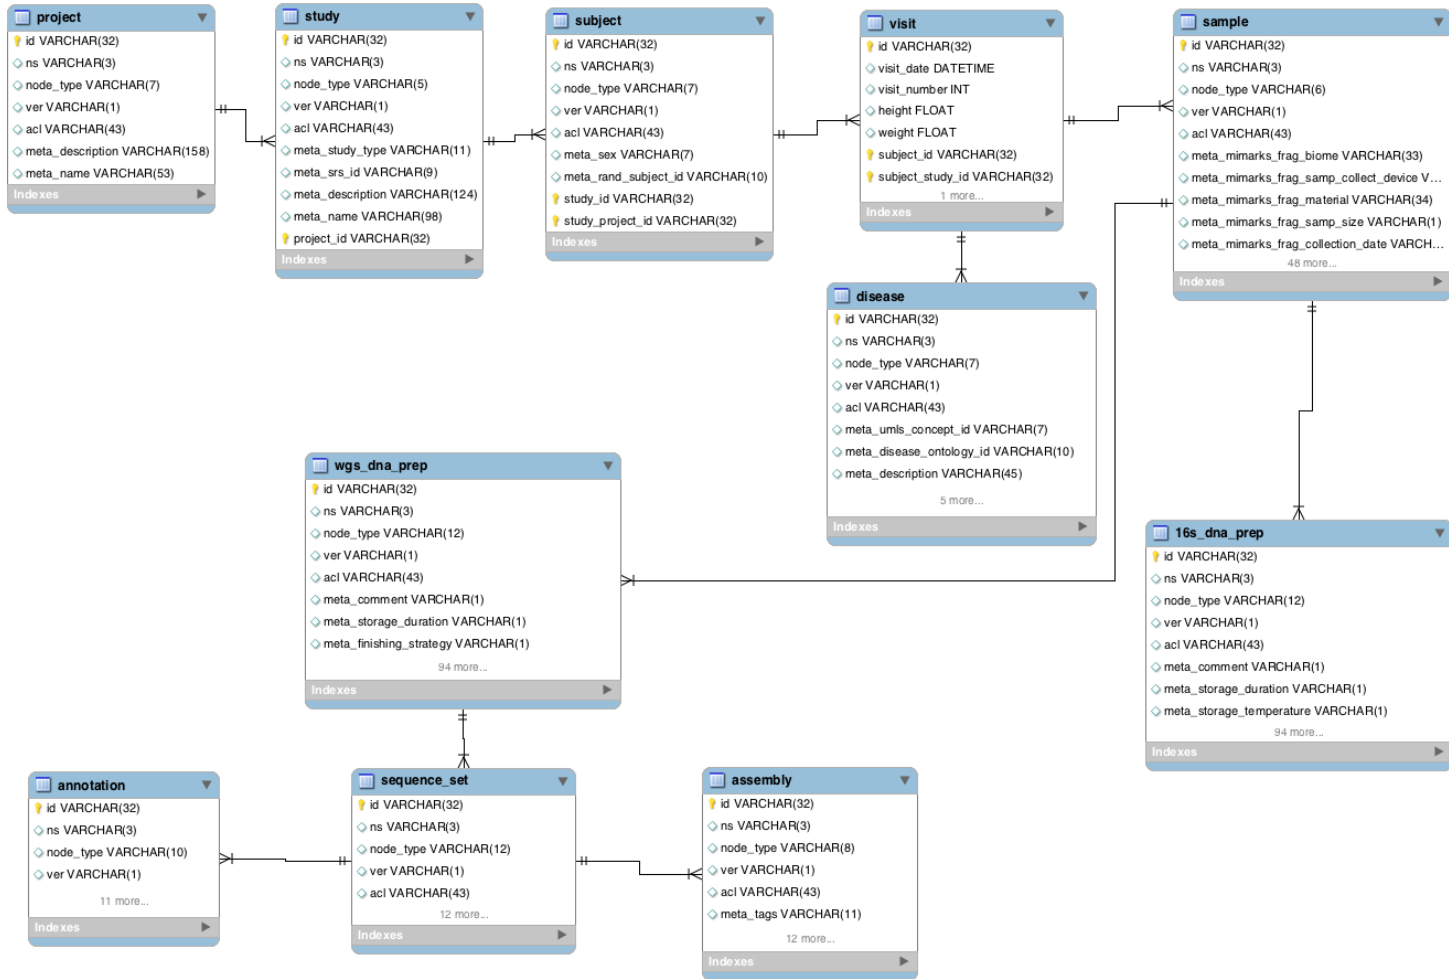 project
id VARCHAR(32)
ns VARCHAR(3)
node_type VARCHAR(7)
ver VARCHAR(1)
acl VARCHAR(43)
meta_description VARCHAR(158)
meta_name VARCHAR(53)
Indexes
study
id VARCHAR(32)
ns VARCHAR(3)
node_type VARCHAR(5)
ver VARCHAR(1)
acl VARCHAR(43)
meta_study_type VARCHAR(11)
meta_srs_id VARCHAR(9)
meta_description VARCHAR(124)
meta_name VARCHAR(98)
project_id VARCHAR(32)
Indexes
subject
id VARCHAR(32)
ns VARCHAR(3)
node_type VARCHAR(7)
ver VARCHAR(1)
acl VARCHAR(43)
meta_sex VARCHAR(7)
meta_rand_subject_id VARCHAR(10)
study_id VARCHAR(32)
study_project_id VARCHAR(32)
Indexes
visit
id VARCHAR(32)
visit_date DATETIME
visit_number INT
height FLOAT
weight FLOAT
subject_id VARCHAR(32)
subject_study_id VARCHAR(32)
1 more...
Indexes
sample
id VARCHAR(32)
ns VARCHAR(3)
node_type VARCHAR(6)
ver VARCHAR(1)
acl VARCHAR(43)
meta_mimarks_frag_biome VARCHAR(33)
meta_mimarks_frag_samp_collect_device V...
meta_mimarks_frag_material VARCHAR(34)
meta_mimarks_frag_samp_size VARCHAR(1)
meta_mimarks_frag_collection_date VARCH...
48 more...
Indexes
disease
id VARCHAR(32)
ns VARCHAR(3)
node_type VARCHAR(7)
ver VARCHAR(1)
acl VARCHAR(43)
meta_umls_concept_id VARCHAR(7)
meta_disease_ontology_id VARCHAR(10)
meta_description VARCHAR(45)
5 more...
Indexes
wgs_dna_prep
id VARCHAR(32)
ns VARCHAR(3)
node_type VARCHAR(12)
ver VARCHAR(1)
acl VARCHAR(43)
meta_comment VARCHAR(1)
meta_storage_duration VARCHAR(1)
meta_finishing_strategy VARCHAR(1)
94 more...
Indexes
16s_dna_prep
id VARCHAR(32)
ns VARCHAR(3)
node_type VARCHAR(12)
ver VARCHAR(1)
acl VARCHAR(43)
meta_comment VARCHAR(1)
meta_storage_duration VARCHAR(1)
meta_storage_temperature VARCHAR(1)
94 more...
Indexes
annotation
id VARCHAR(32)
ns VARCHAR(3)
node_type VARCHAR(10)
ver VARCHAR(1)
11 more...
Indexes
sequence_set
id VARCHAR(32)
ns VARCHAR(3)
node_type VARCHAR(12)
ver VARCHAR(1)
acl VARCHAR(43)
12 more...
Indexes
assembly
id VARCHAR(32)
ns VARCHAR(3)
node_type VARCHAR(8)
ver VARCHAR(1)
acl VARCHAR(43)
meta_tags VARCHAR(11)
12 more...
Indexes